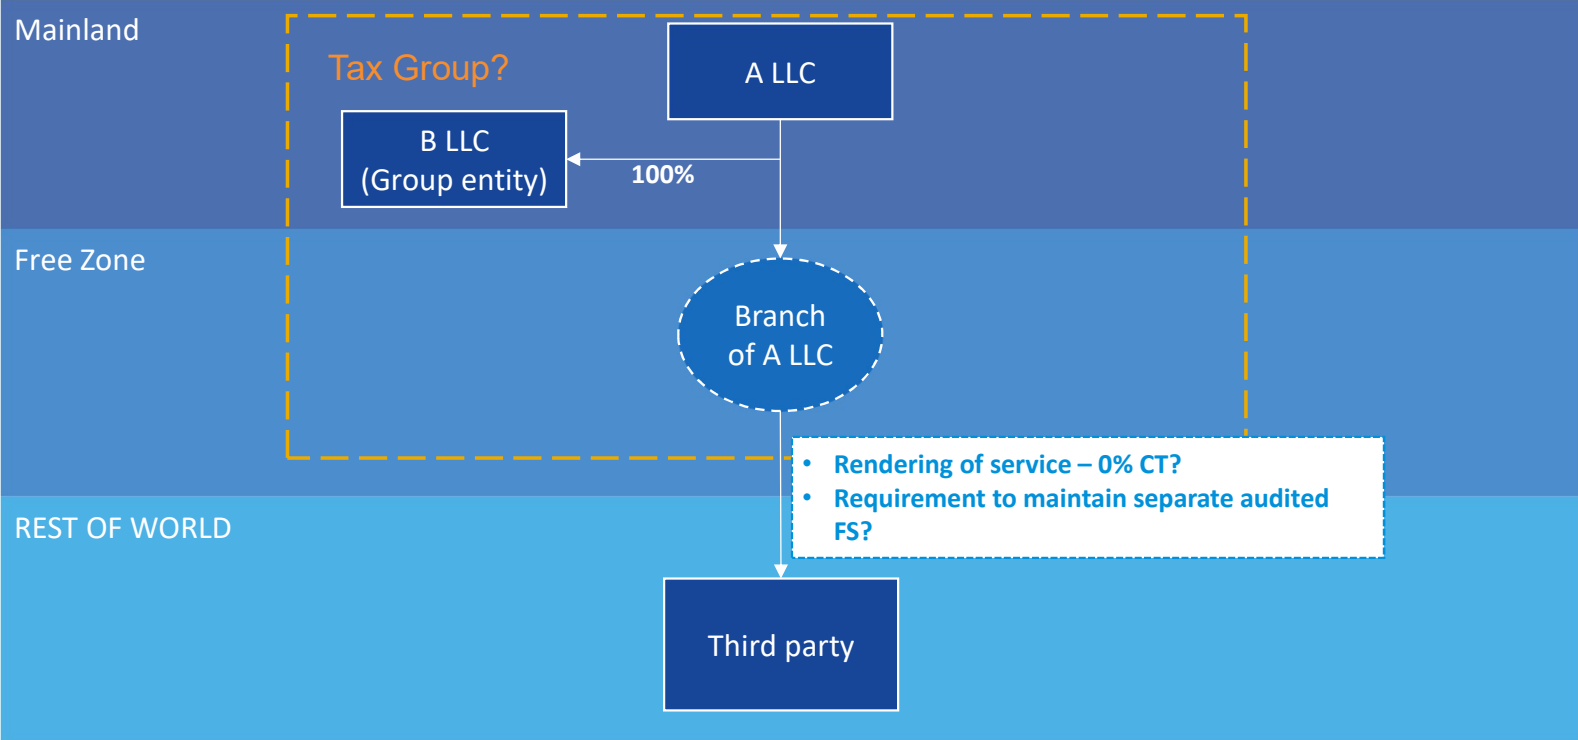 Mainland
Tax Group?
A LLC
B LLC
(Group entity)
100%
Free Zone
Branch
of A LLC
• Rendering of service – 0% CT?
• Requirement to maintain separate audited
FS?
REST OF WORLD
Third party